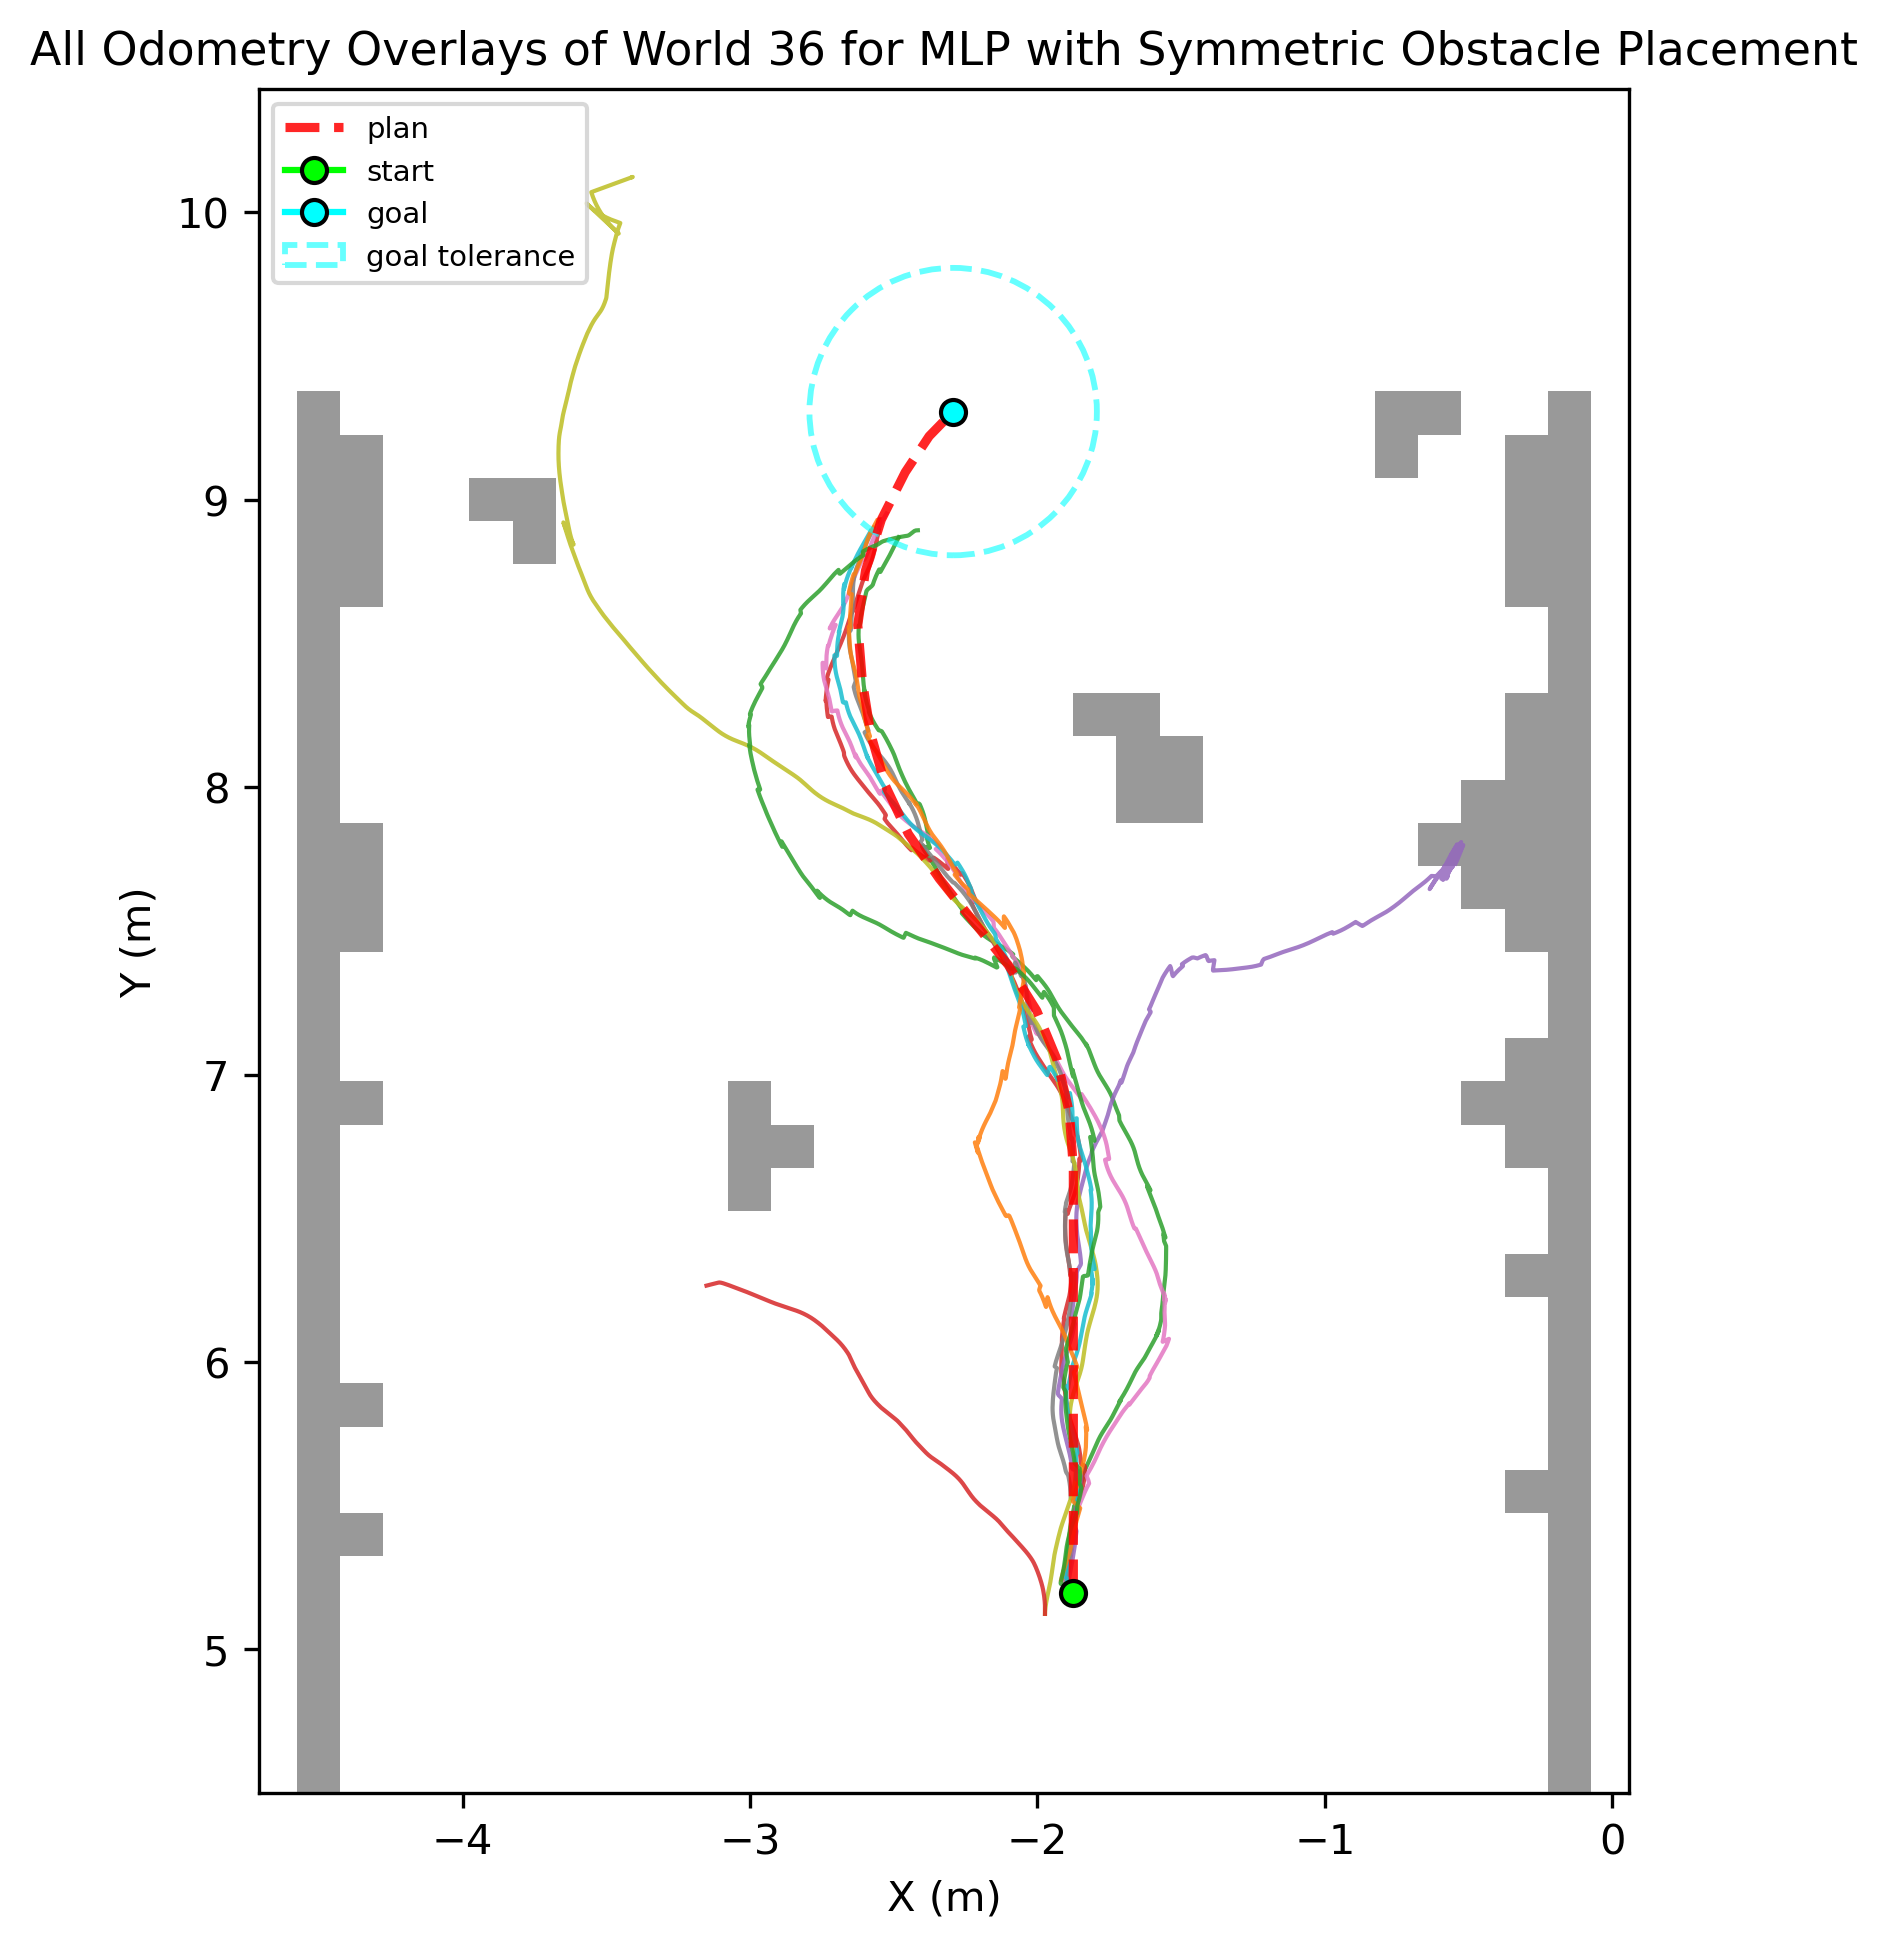 All Odometry Overlays of World 36 for MLP with Symmetric Obstacle Placement
plan
start
goal
goal tolerance
10
9
8
7
6
5
Y (m)
−4
−3
−2
−1
0
X (m)